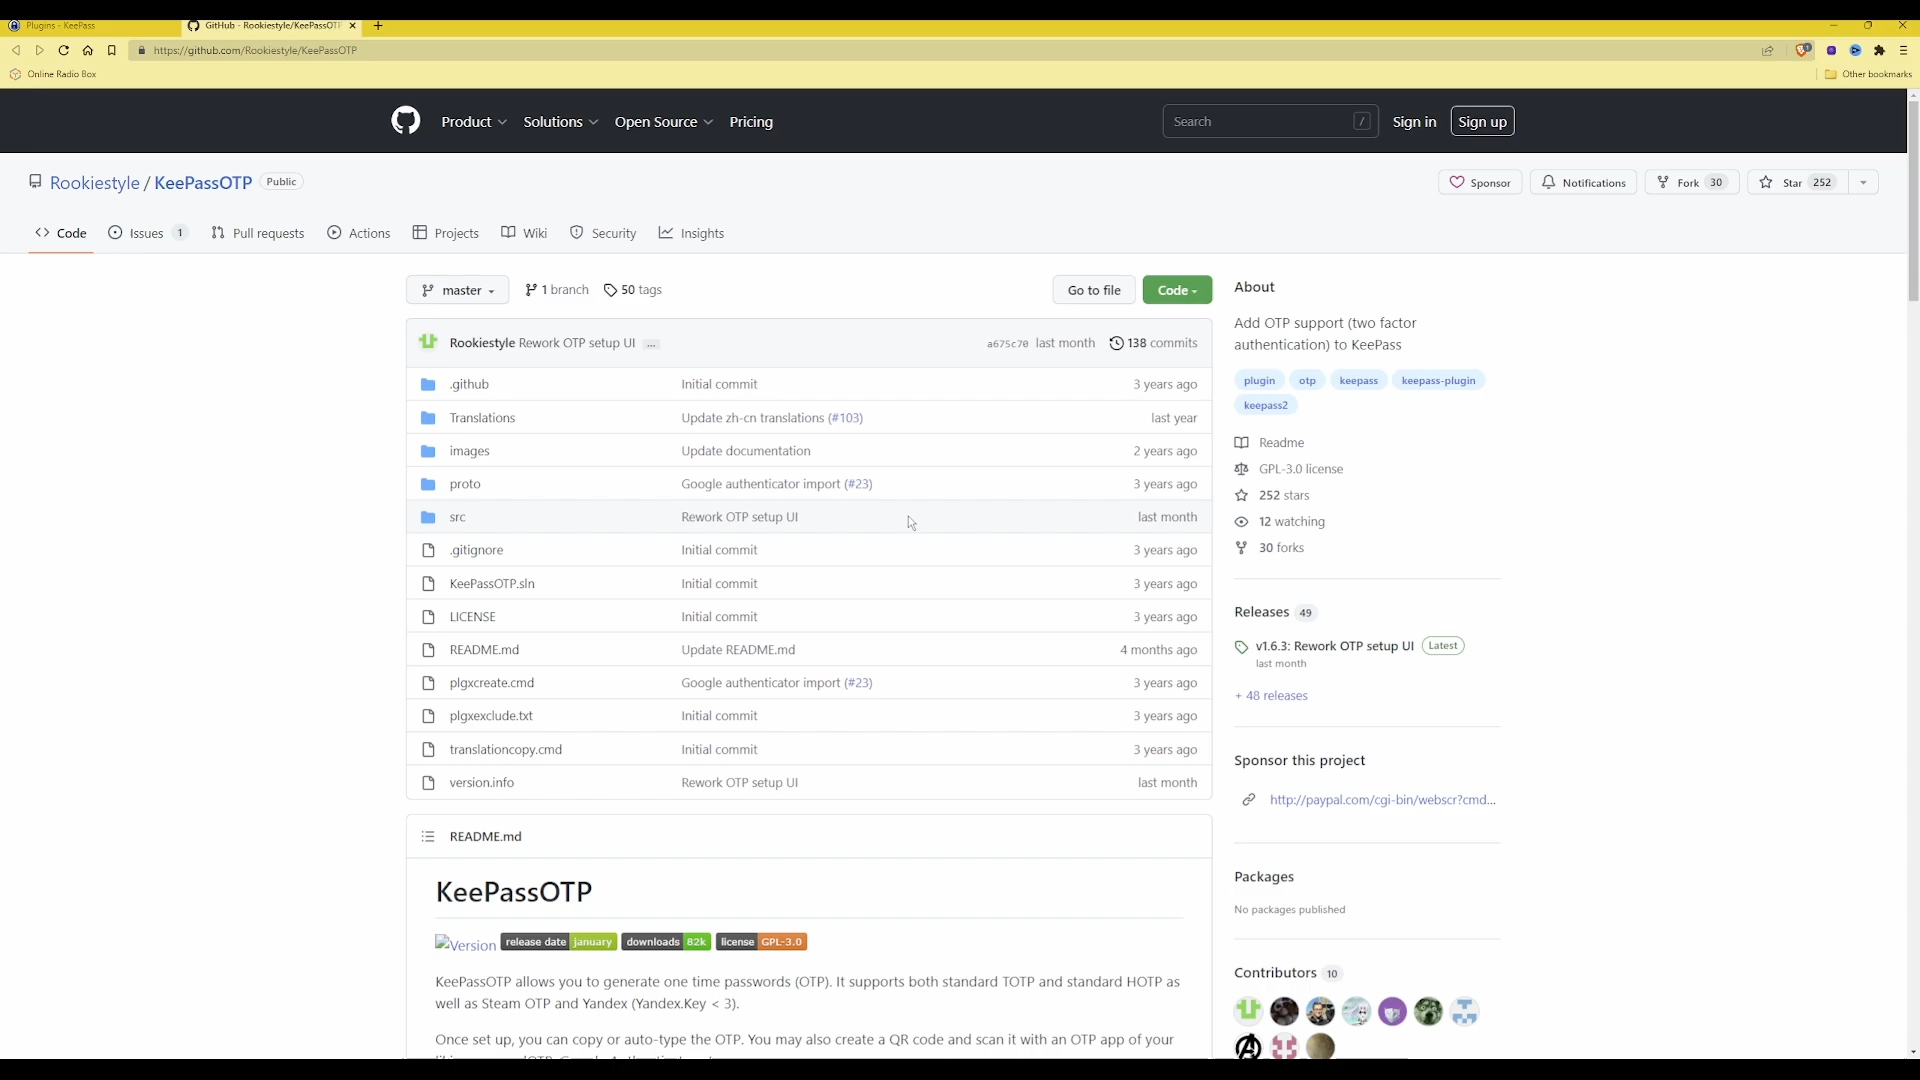 Plugins - KeePass
GitHub - Rookiestyle/KeePassOTP
https://github.com/Rookiestyle/KeePassOTP
1
Online Radio Box
Other bookmarks
Product Solutions Open Source Pricing
Search /
Sign in
Sign up
Rookiestyle / KeePassOTP Public
Sponsor
Notifications
Fork 30
Star 252
Code
Issues 1
Pull requests
Actions
Projects
Wiki
Security
Insights
master
1 branch
50 tags
Go to file
Code
Rookiestyle Rework OTP setup UI ...
a675c70 last month
138 commits
.github Initial commit 3 years ago
Translations Update zh-cn translations (#103) last year
images Update documentation 2 years ago
proto Google authenticator import (#23) 3 years ago
src Rework OTP setup UI last month
.gitignore Initial commit 3 years ago
KeePassOTP.sln Initial commit 3 years ago
LICENSE Initial commit 3 years ago
README.md Update README.md 4 months ago
plgxcreate.cmd Google authenticator import (#23) 3 years ago
plgxexclude.txt Initial commit 3 years ago
translationcopy.cmd Initial commit 3 years ago
version.info Rework OTP setup UI last month
README.md
KeePassOTP
Version release date january downloads 82k license GPL-3.0
KeePassOTP allows you to generate one time passwords (OTP). It supports both standard TOTP and standard HOTP as
well as Steam OTP and Yandex (Yandex.Key < 3).
Once set up, you can copy or auto-type the OTP. You may also create a QR code and scan it with an OTP app of your
About
Add OTP support (two factor
authentication) to KeePass
plugin otp keepass keepass-plugin
keepass2
Readme
GPL-3.0 license
252 stars
12 watching
30 forks
Releases 49
v1.6.3: Rework OTP setup UI Latest
last month
+ 48 releases
Sponsor this project
http://paypal.com/cgi-bin/webscr?cmd...
Packages
No packages published
Contributors 10